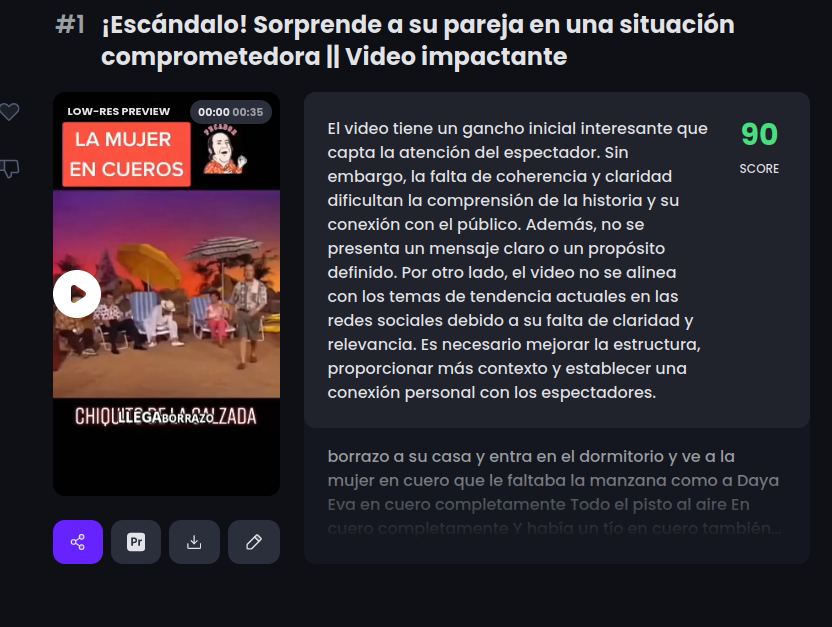 #1 ¡Escándalo! Sorprende a su pareja en una situación
comprometedora || Video impactante
LOW-RES PREVIEW
00:00 00:35
LA MUJER
EN CUEROS
PECADOR
CHIQUITO DE LA CALZADA
LLEGA BORRAZO
Pr
El video tiene un gancho inicial interesante que
capta la atención del espectador. Sin
embargo, la falta de coherencia y claridad
dificultan la comprensión de la historia y su
conexión con el público. Además, no se
presenta un mensaje claro o un propósito
definido. Por otro lado, el video no se alinea
con los temas de tendencia actuales en las
redes sociales debido a su falta de claridad y
relevancia. Es necesario mejorar la estructura,
proporcionar más contexto y establecer una
conexión personal con los espectadores.
90
SCORE
borrazo a su casa y entra en el dormitorio y ve a la
mujer en cuero que le faltaba la manzana como a Daya
Eva en cuero completamente Todo el pisto al aire En
cuero completamente Y había un tío en cuero también...